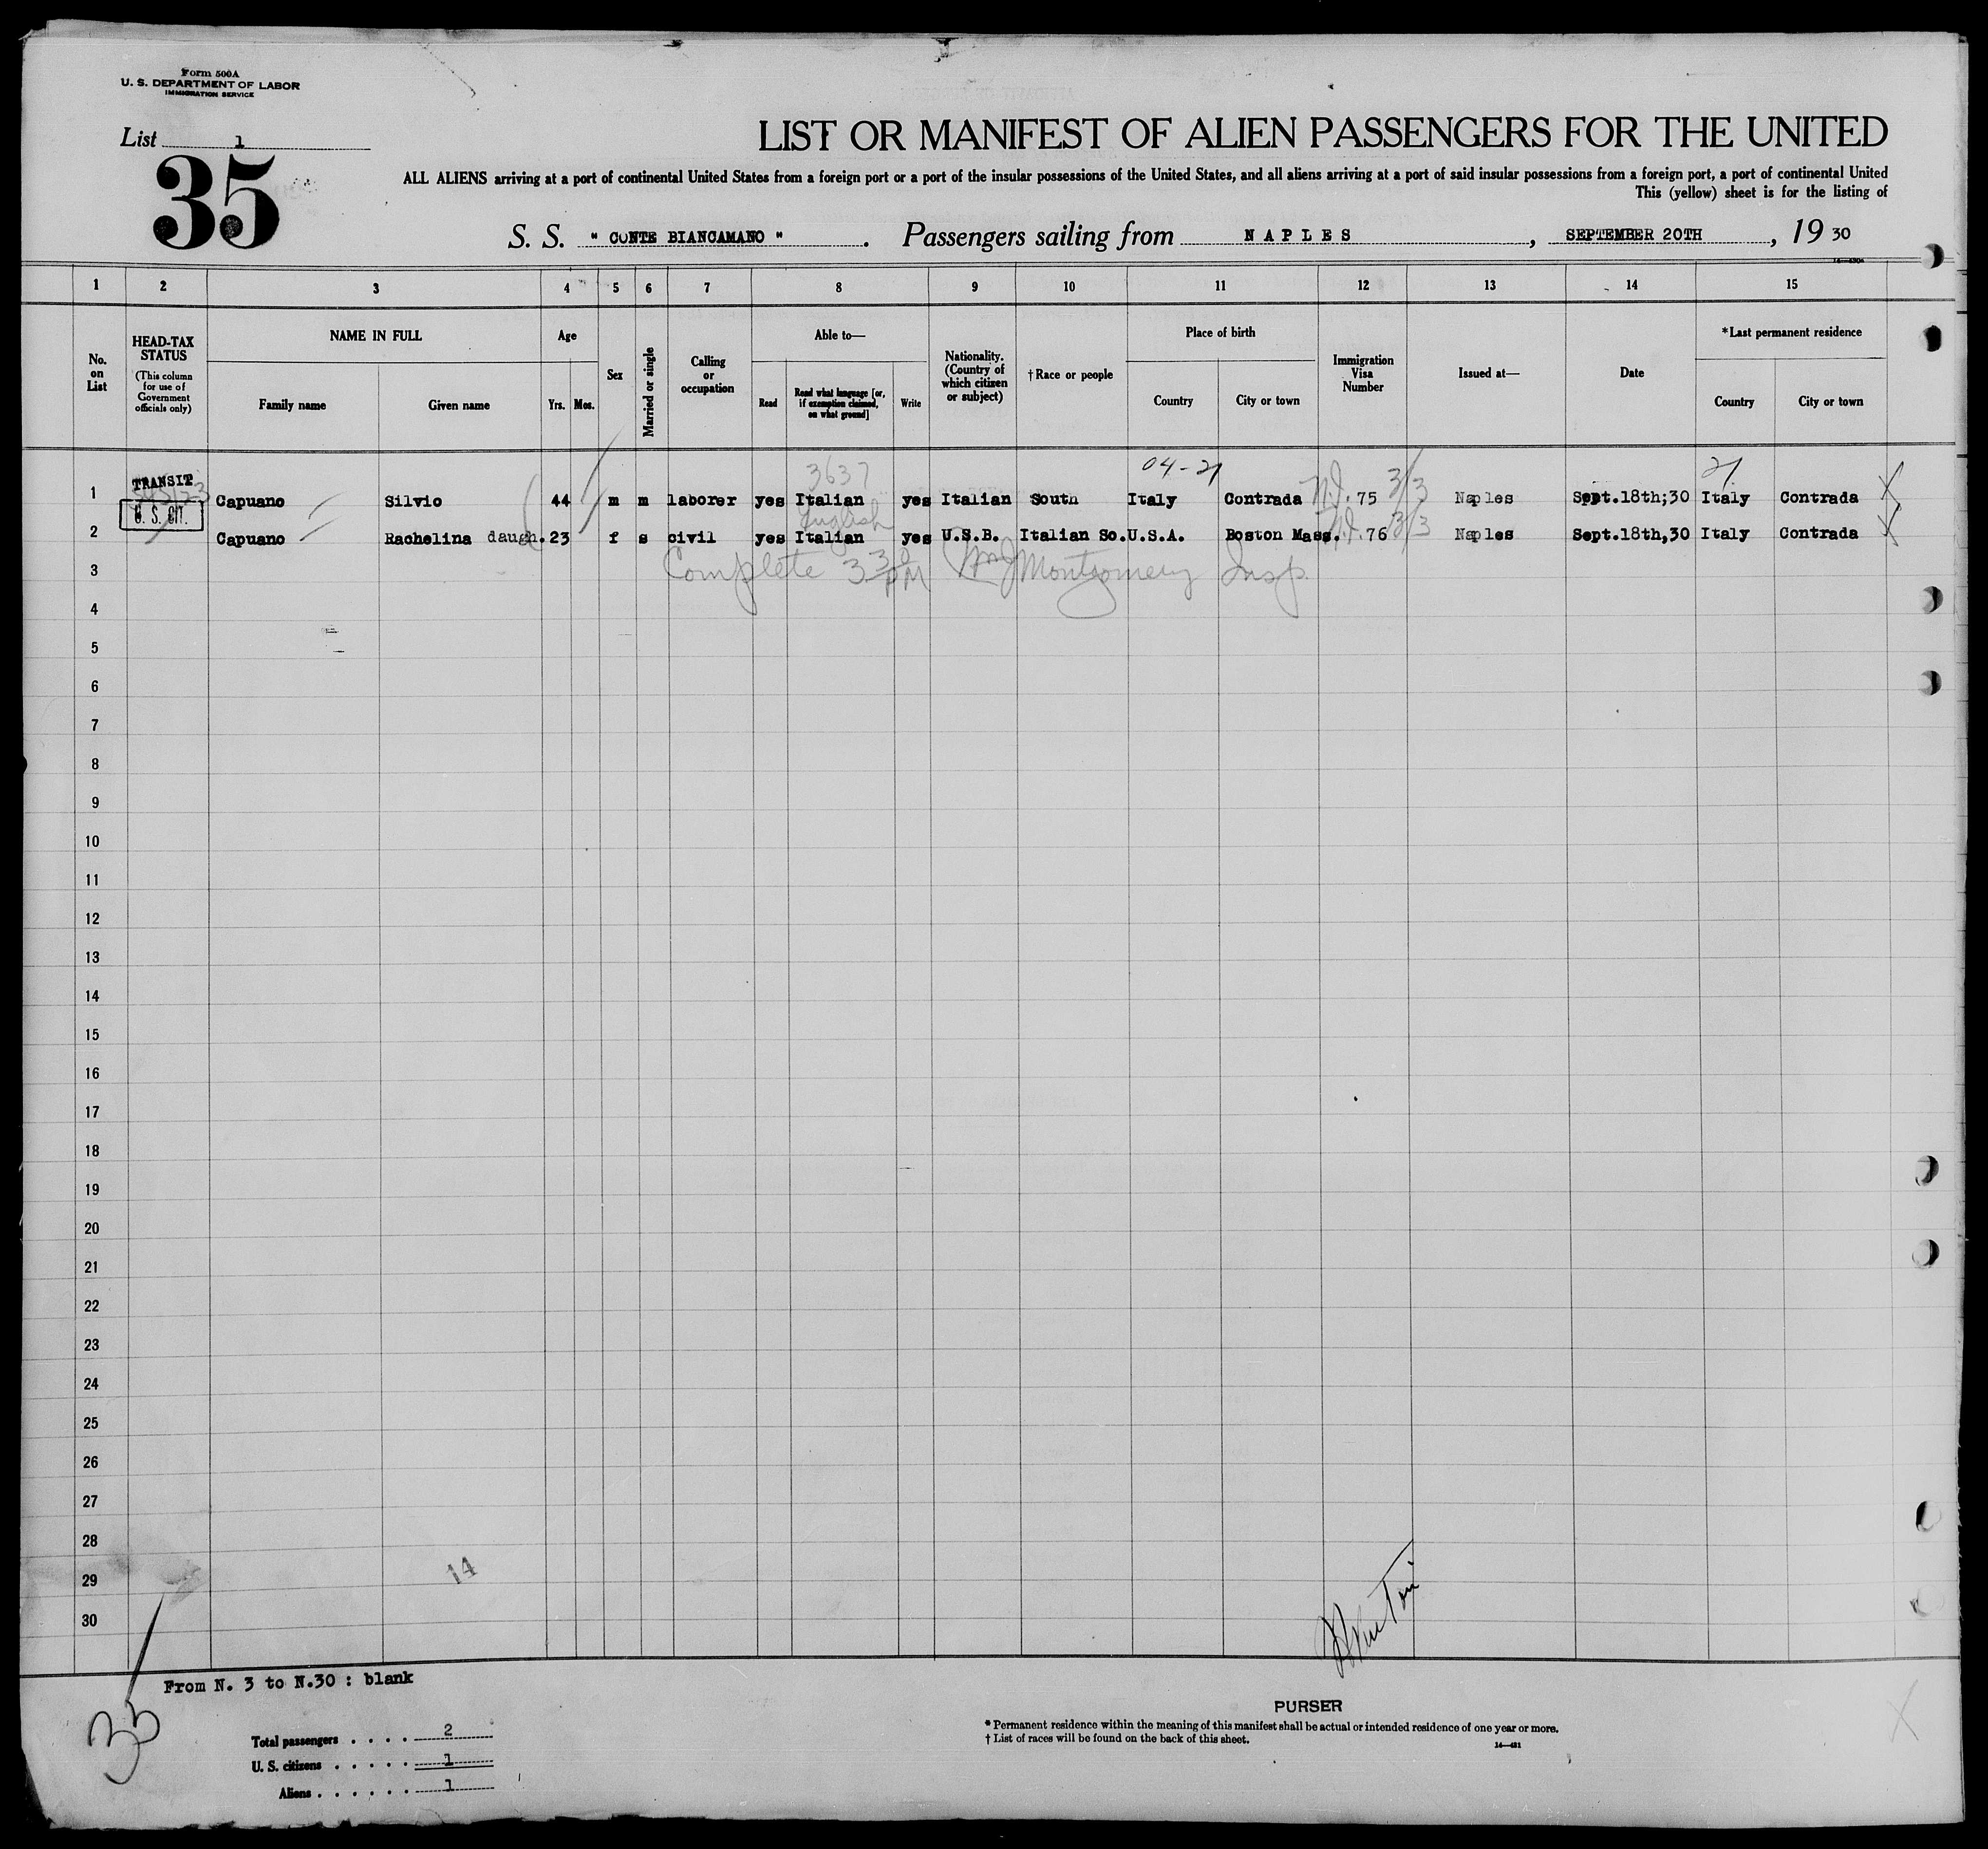 Form 500A
U. S. DEPARTMENT OF LABOR
IMMIGRATION SERVICE
List 1
35
LIST OR MANIFEST OF ALIEN PASSENGERS FOR THE UNITED
ALL ALIENS arriving at a port of continental United States from a foreign port or a port of the insular possessions of the United States, and all aliens arriving at a port of said insular possessions from a foreign port, a port of continental United
This (yellow) sheet is for the listing of
S. S. " CONTE BIANCAMANO " . Passengers sailing from N A P L E S , SEPTEMBER 20TH , 19 30
1 2 3 4 5 6 7 8 9 10 11 12 13 14 15
No. on List
HEAD-TAX STATUS
(This column for use of Government officials only)
NAME IN FULL
Family name Given name
Age
Yrs. Mos.
Sex
Married or single
Calling or occupation
Able to—
Read
Read what language [or, if exemption claimed, on what ground]
Write
Nationality. (Country of which citizen or subject)
†Race or people
Place of birth
Country City or town
Immigration Visa Number
Issued at—
Date
*Last permanent residence
Country City or town
3637 04-21 21
1 TRANSIT Capuano Silvio 44 m m laborer yes Italian yes Italian South Italy Contrada 75 3/3 Naples Sept.18th;30 Italy Contrada
U. S. CIT.
English
2 Capuano Rachelina daugh. 23 f s civil yes Italian yes U.S.B. Italian So. U.S.A. Boston Mass. 76 3/3 Naples Sept.18th,30 Italy Contrada
3 Complete 3 30 PM Wm J Montgomery Insp.
4
5
6
7
8
9
10
11
12
13
14
15
16
17
18
19
20
21
22
23
24
25
26
27
28
29 14
30
From N. 3 to N.30 : blank
35
PURSER
* Permanent residence within the meaning of this manifest shall be actual or intended residence of one year or more.
† List of races will be found on the back of this sheet.
Total passengers . . . . 2
U. S. citizens . . . . . 1
Aliens . . . . . . 1